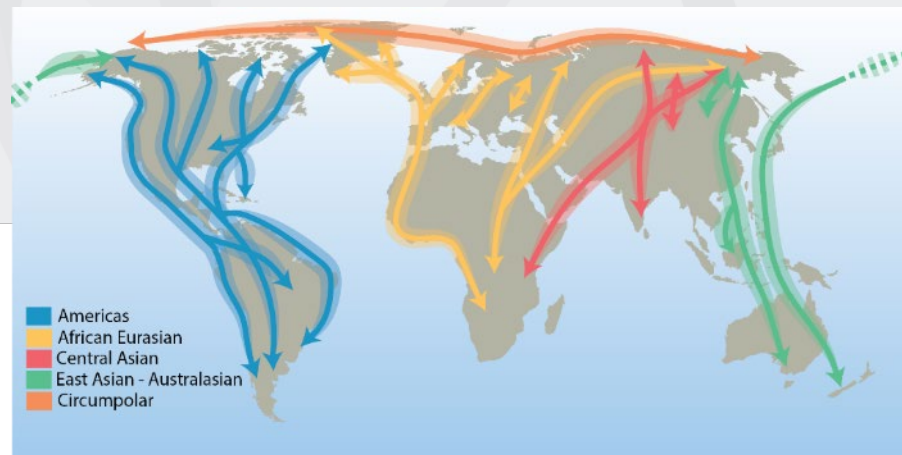 Americas
African Eurasian
Central Asian
East Asian - Australasian
Circumpolar